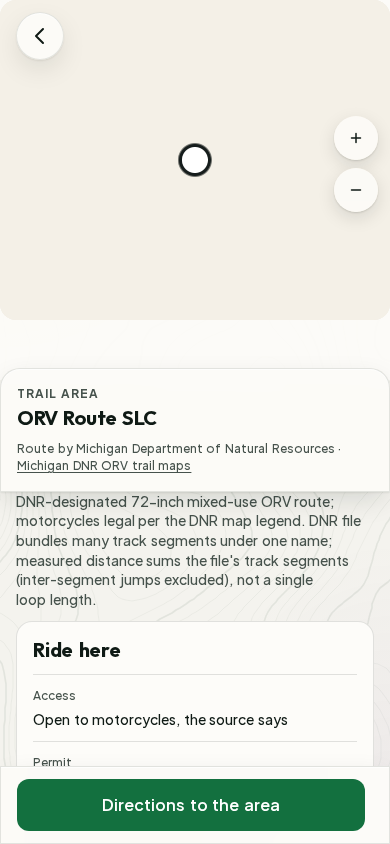 +
−
TRAIL AREA
ORV Route SLC
Route by Michigan Department of Natural Resources ·
Michigan DNR ORV trail maps
DNR-designated 72-inch mixed-use ORV route;
motorcycles legal per the DNR map legend. DNR file
bundles many track segments under one name;
measured distance sums the file's track segments
(inter-segment jumps excluded), not a single
loop length.
Ride here
Access
Open to motorcycles, the source says
Permit
Directions to the area